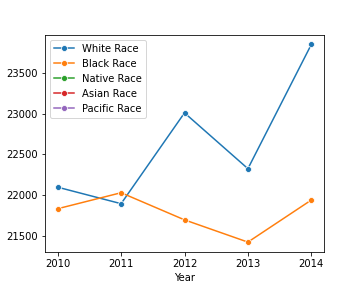 White Race
Black Race
Native Race
Asian Race
Pacific Race
23500
23000
22500
22000
21500
2010 2011 2012 2013 2014
Year